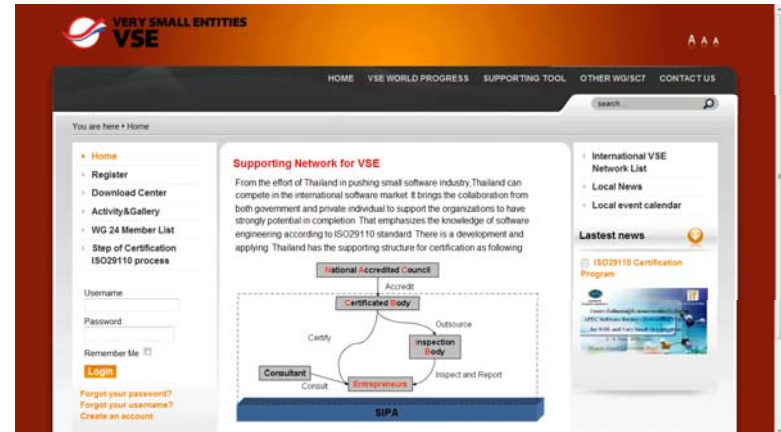 VERY SMALL ENTITIES
VSE
A A A
HOME VSE WORLD PROGRESS SUPPORTING TOOL OTHER WG/SC7 CONTACT US
search...
You are here • Home
Home
Register
Download Center
Activity&Gallery
WG 24 Member List
Step of Certification
ISO29110 process
Username
Password
Remember Me
Login
Forgot your password?
Forgot your username?
Create an account
Supporting Network for VSE
From the effort of Thailand in pushing small software industry,Thailand can
compete in the international software market. It brings the collaboration from
both government and private individual to support the organizations to have
strongly potential in completion. That emphasizes the knowledge of software
engineering according to ISO29110 standard. There is a development and
applying. Thailand has the supporting structure for certification as following
National Accredited Council
Accredit
Certificated Body
Outsource
Certify
Inspection
Body
Consultant
Consult
Inspect and Report
Entrepreneurs
SIPA
International VSE
Network List
Local News
Local event calendar
Lastest news
ISO29110 Certification
Program